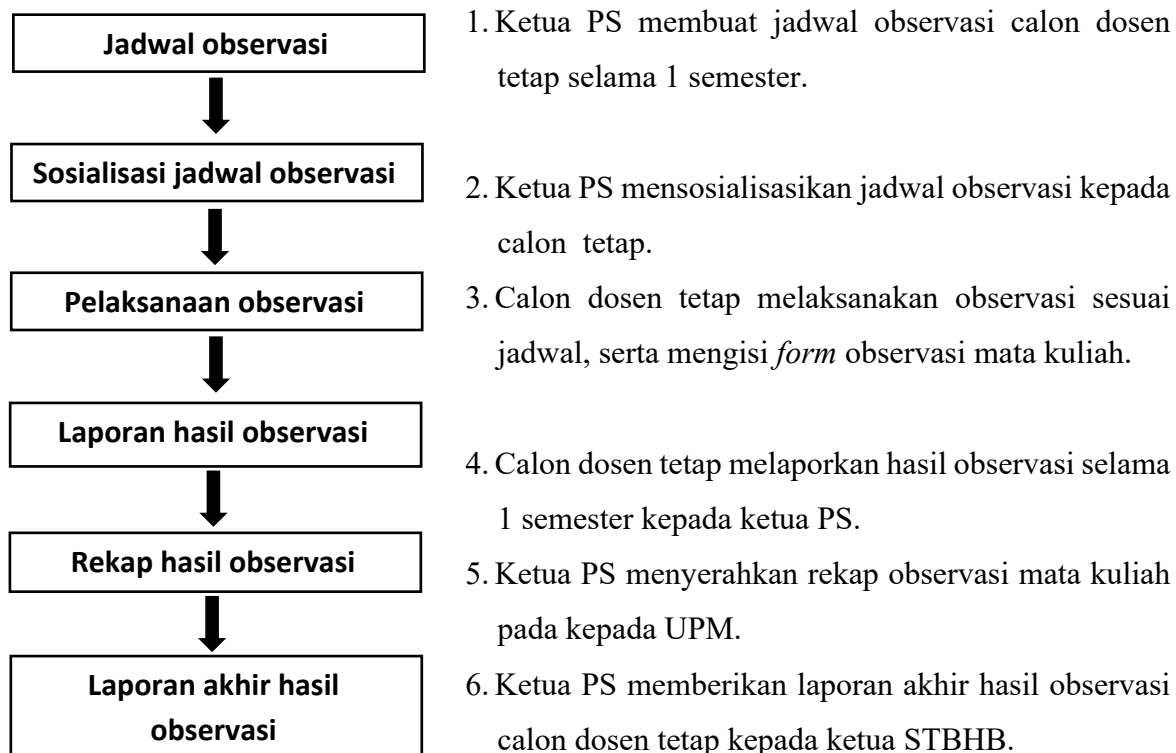 Jadwal observasi
1. Ketua PS membuat jadwal observasi calon dosen
tetap selama 1 semester.
Sosialisasi jadwal observasi
2. Ketua PS mensosialisasikan jadwal observasi kepada
calon tetap.
Pelaksanaan observasi
3. Calon dosen tetap melaksanakan observasi sesuai
jadwal, serta mengisi form observasi mata kuliah.
Laporan hasil observasi
4. Calon dosen tetap melaporkan hasil observasi selama
1 semester kepada ketua PS.
Rekap hasil observasi
5. Ketua PS menyerahkan rekap observasi mata kuliah
pada kepada UPM.
Laporan akhir hasil
observasi
6. Ketua PS memberikan laporan akhir hasil observasi
calon dosen tetap kepada ketua STBHB.